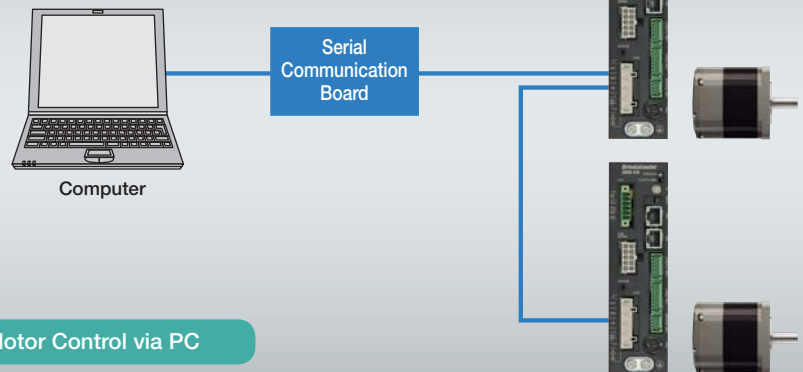 Serial
Communication
Board
Computer
Motor Control via PC